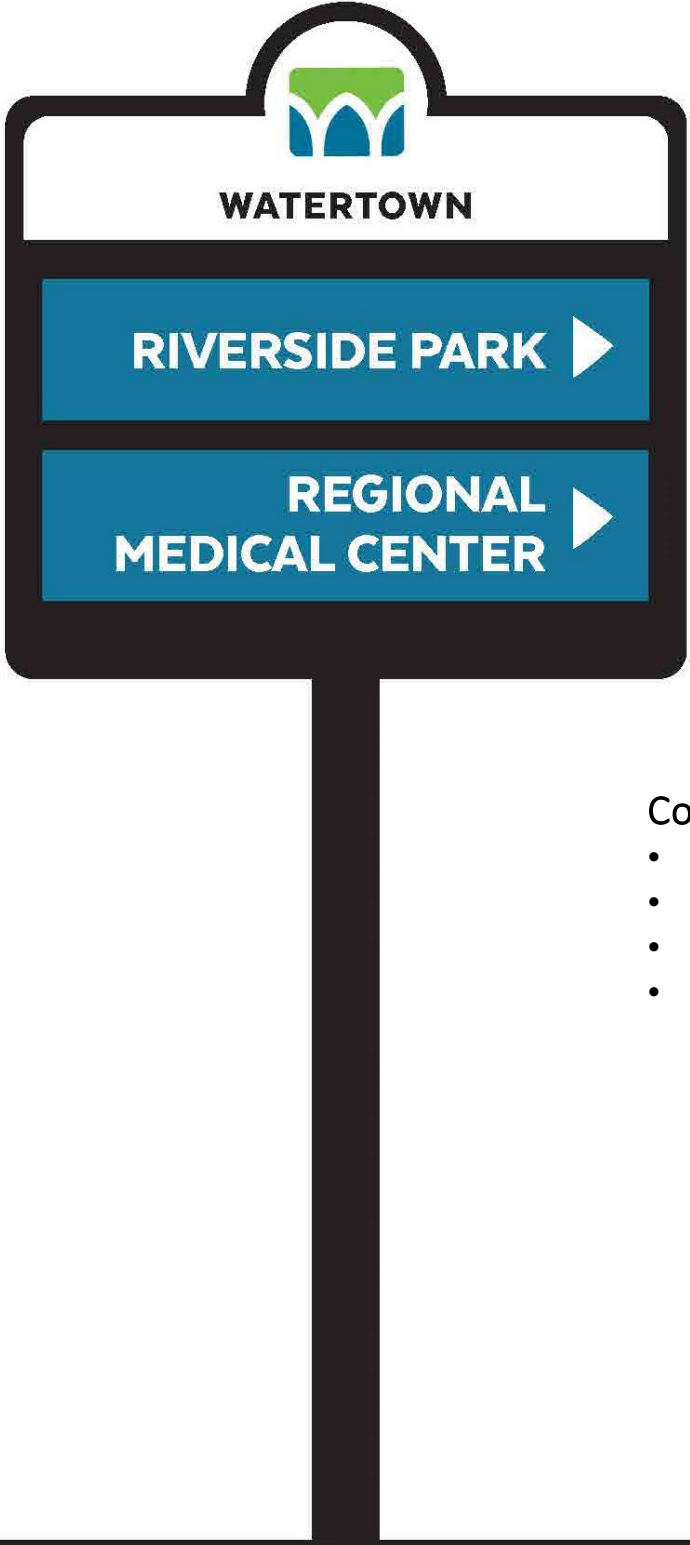 WATERTOWN
RIVERSIDE PARK
REGIONAL
MEDICAL CENTER
Co
•
•
•
•